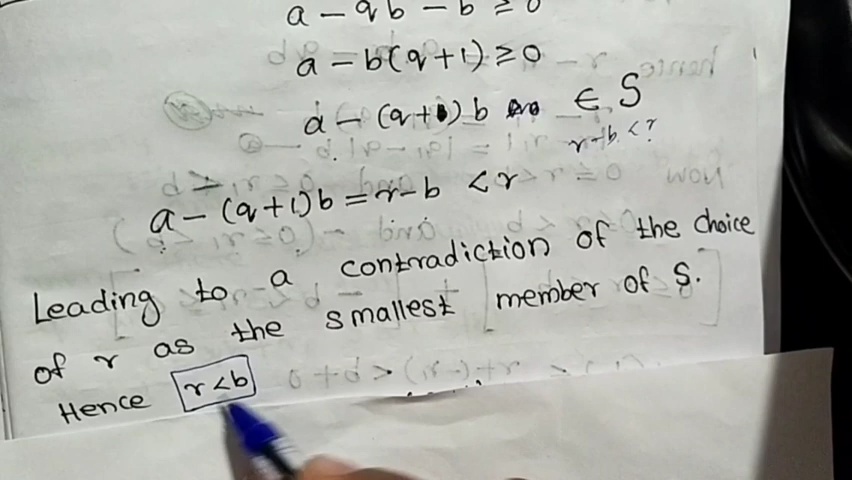 a - qb - b ≥ 0
a - b(q+1) ≥ 0
a - (q+1)b ∈ S
r-b < r
a - (q+1)b = r-b < r
Leading to a contradiction of the choice
of r as the smallest member of S.
Hence r<b